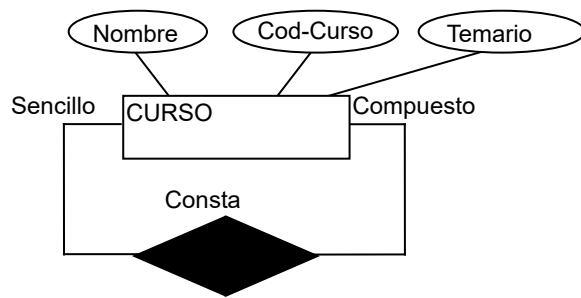 Nombre
Cod-Curso
Temario
Sencillo
CURSO
Compuesto
Consta